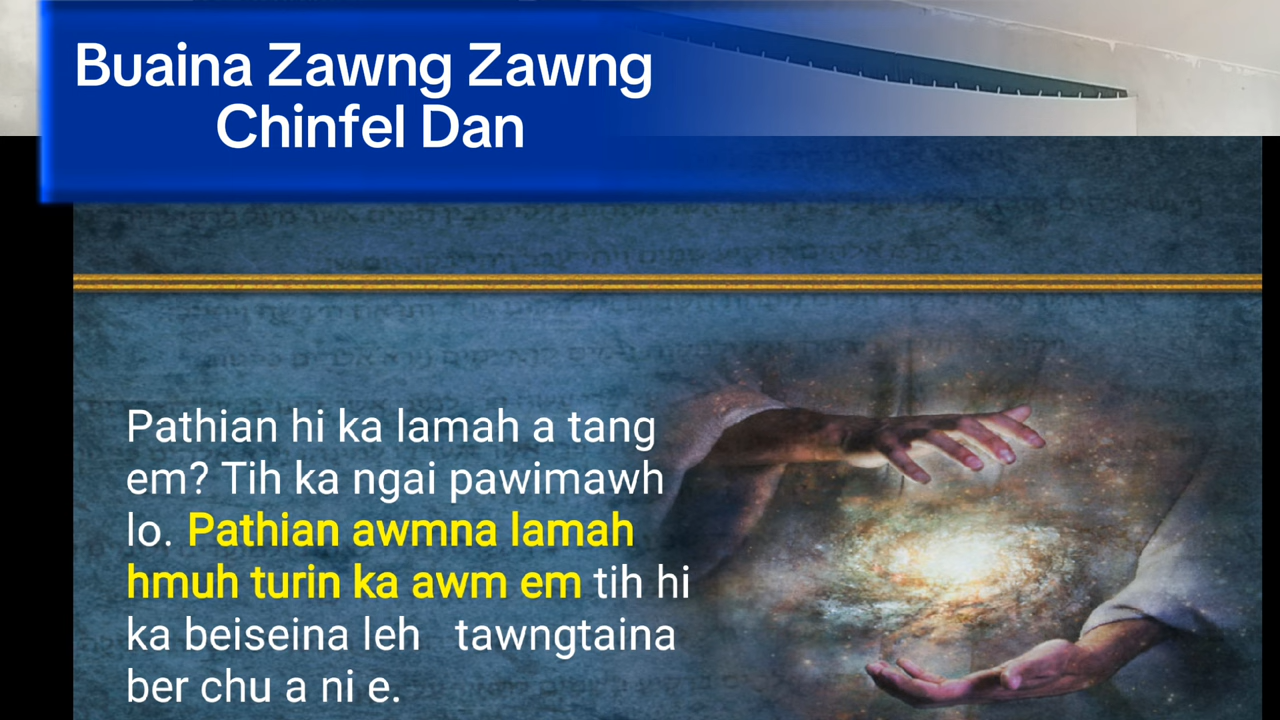 Buaina Zawng Zawng
Chinfel Dan
Pathian hi ka lamah a tang
em? Tih ka ngai pawimawh
lo. Pathian awmna lamah
hmuh turin ka awm em tih hi
ka beiseina leh tawngtaina
ber chu a ni e.